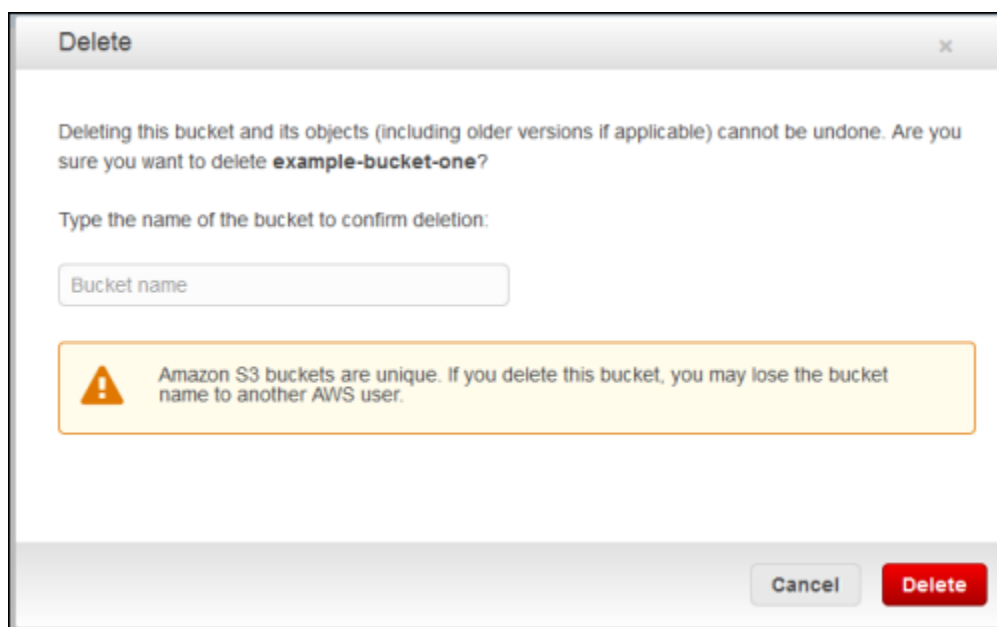 Delete
×
Deleting this bucket and its objects (including older versions if applicable) cannot be undone. Are you
sure you want to delete example-bucket-one?
Type the name of the bucket to confirm deletion:
Bucket name
Amazon S3 buckets are unique. If you delete this bucket, you may lose the bucket
name to another AWS user.
Cancel Delete